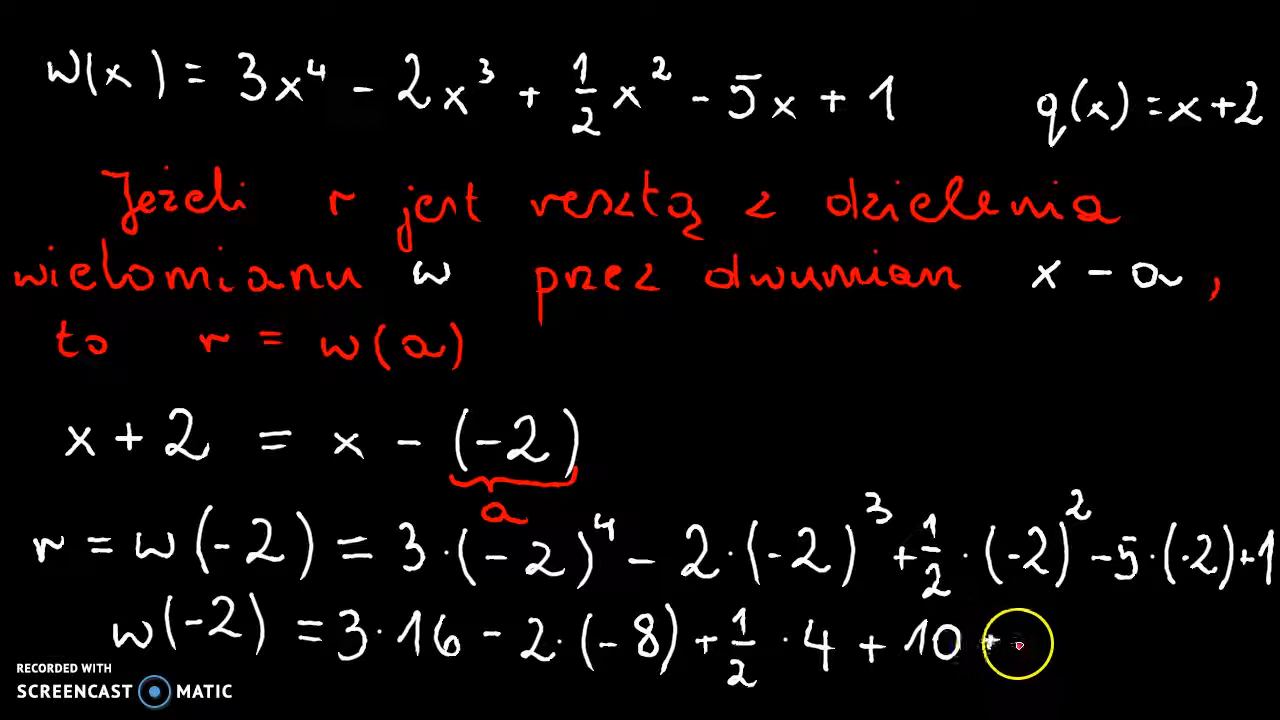 w(x) = 3x⁴ - 2x³ + 1/2 x² - 5x + 1 q(x) = x+2
Jeżeli r jest resztą z dzielenia
wielomianu w przez dwumian x - a,
to r = w(a)
x + 2 = x - (-2)
a
r = w(-2) = 3·(-2)⁴ - 2·(-2)³ + 1/2·(-2)² - 5·(-2)+1
w(-2) = 3·16 - 2·(-8) + 1/2·4 + 10 +
RECORDED WITH
SCREENCAST MATIC